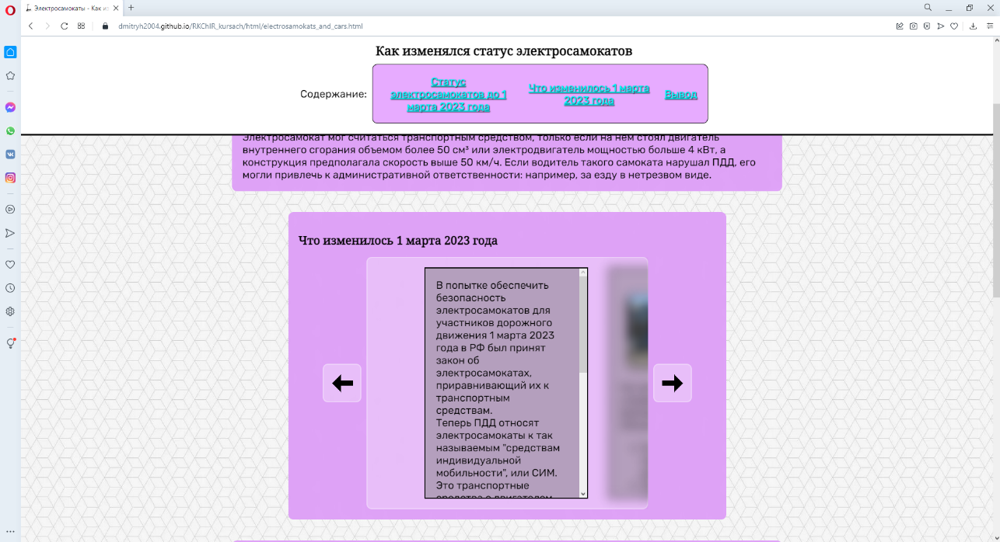 Электросамокаты - Как из
dmitryh2004.github.io/RKChIR_kursach/html/electrosamokats_and_cars.html
Как изменялся статус электросамокатов
Содержание:
Статус
электросамокатов до 1
марта 2023 года
Что изменилось 1 марта
2023 года
Вывод
Электросамокат мог считаться транспортным средством, только если на нем стоял двигатель
внутреннего сгорания объемом более 50 см³ или электродвигатель мощностью больше 4 кВт, а
конструкция предполагала скорость выше 50 км/ч. Если водитель такого самоката нарушал ПДД, его
могли привлечь к административной ответственности: например, за езду в нетрезвом виде.
Что изменилось 1 марта 2023 года
В попытке обеспечить
безопасность
электросамокатов для
участников дорожного
движения 1 марта 2023
года в РФ был принят
закон об
электросамокатах,
приравнивающий их к
транспортным
средствам.
Теперь ПДД относят
электросамокаты к так
называемым "средствам
индивидуальной
мобильности", или СИМ.
Это транспортные
средства с двигателем